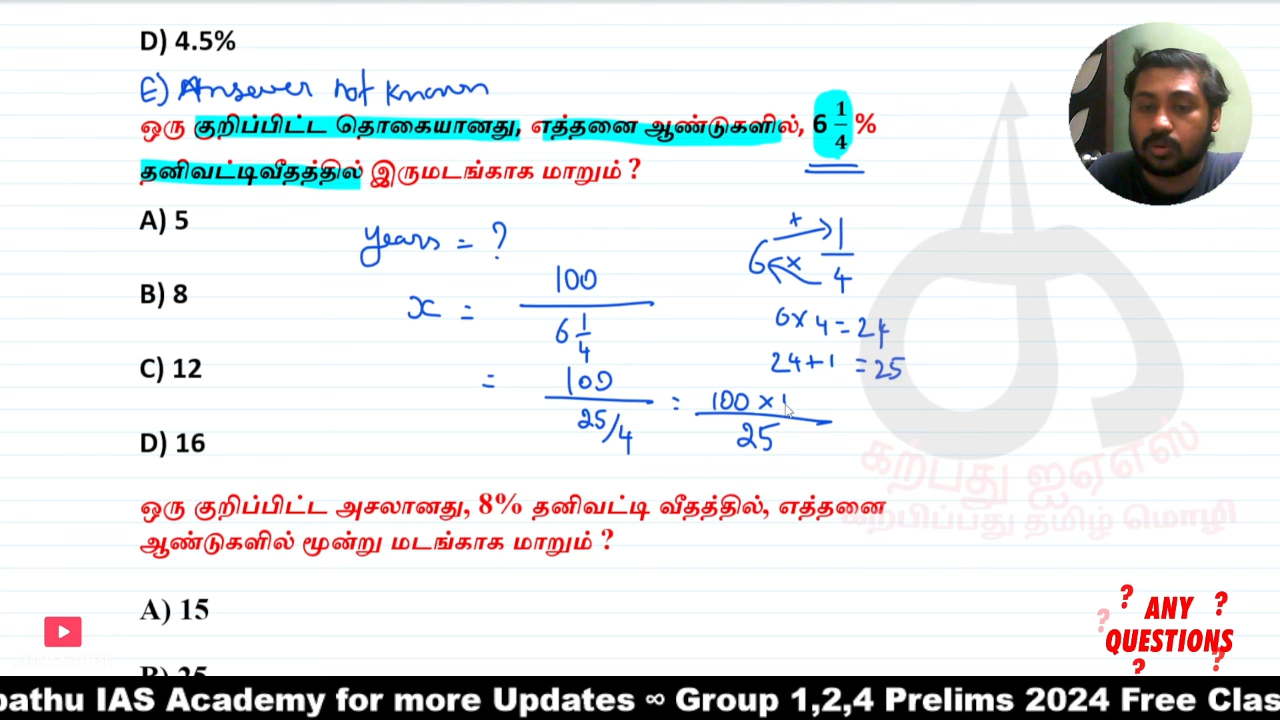 D) 4.5%
E) Answer not known
ஒரு குறிப்பிட்ட தொகையானது, எத்தனை ஆண்டுகளில், 6 1/4 %
தனிவட்டிவீதத்தில் இருமடங்காக மாறும் ?
A) 5
B) 8
C) 12
D) 16
years = ?
x = 100 / 6 1/4
= 100 / 25/4 = 100 × 1 / 25
6 1/4
+
×
6 × 4 = 24
24 + 1 = 25
கற்பது ஐஏஎஸ்
கற்பிப்பது தமிழ் மொழி
ஒரு குறிப்பிட்ட அசலானது, 8% தனிவட்டி வீதத்தில், எத்தனை
ஆண்டுகளில் மூன்று மடங்காக மாறும் ?
A) 15
B) 25
? ANY ?
QUESTIONS
pathu IAS Academy for more Updates ∞ Group 1,2,4 Prelims 2024 Free Clas